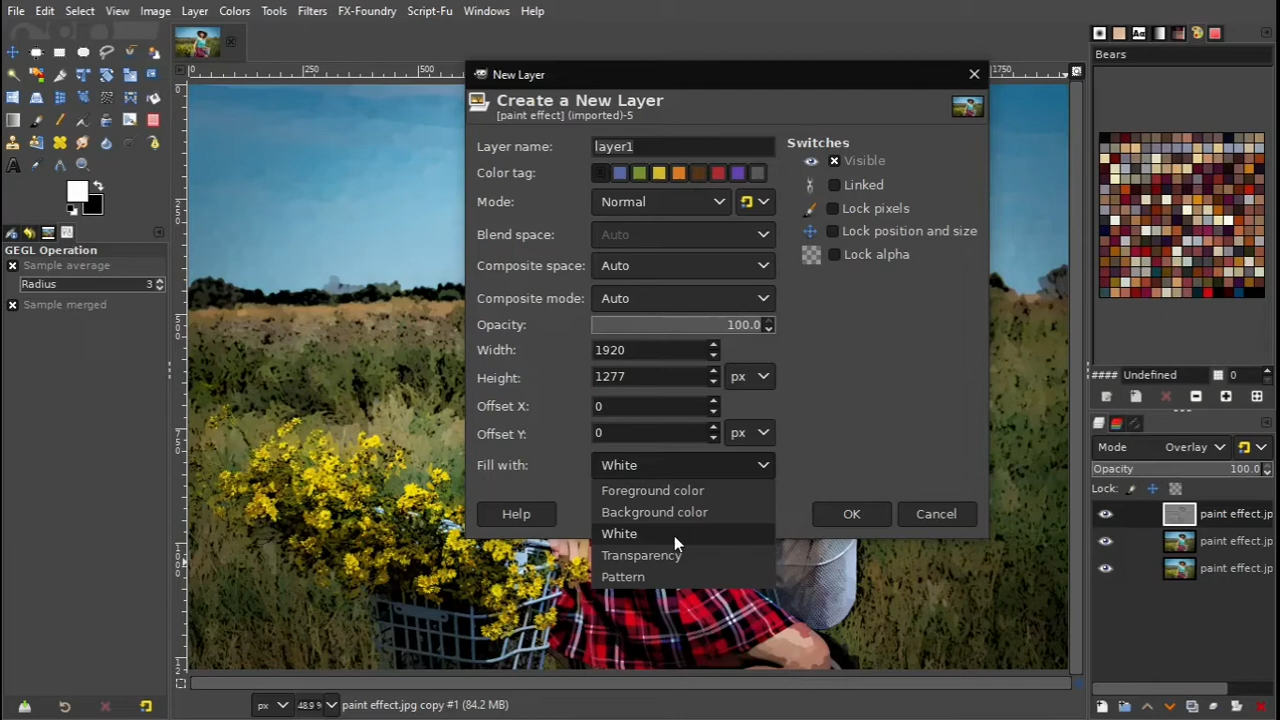 File Edit Select View Image Layer Colors Tools Filters FX-Foundry Script-Fu Windows Help
0 250 500 1750
New Layer
Create a New Layer
[paint effect] (imported)-5
Layer name: layer1
Color tag:
Mode: Normal
Blend space: Auto
Composite space: Auto
Composite mode: Auto
Opacity: 100.0
Width: 1920
Height: 1277 px
Offset X: 0
Offset Y: 0 px
Fill with: White
Foreground color
Background color
White
Transparency
Pattern
Help OK Cancel
Switches
Visible
Linked
Lock pixels
Lock position and size
Lock alpha
GEGL Operation
Sample average
Radius 3
Sample merged
Bears
#### Undefined 0
Mode Overlay
Opacity 100.0
Lock:
paint effect.jp
paint effect.jp
paint effect.jp
px 48.9% paint effect.jpg copy #1 (84.2 MB)